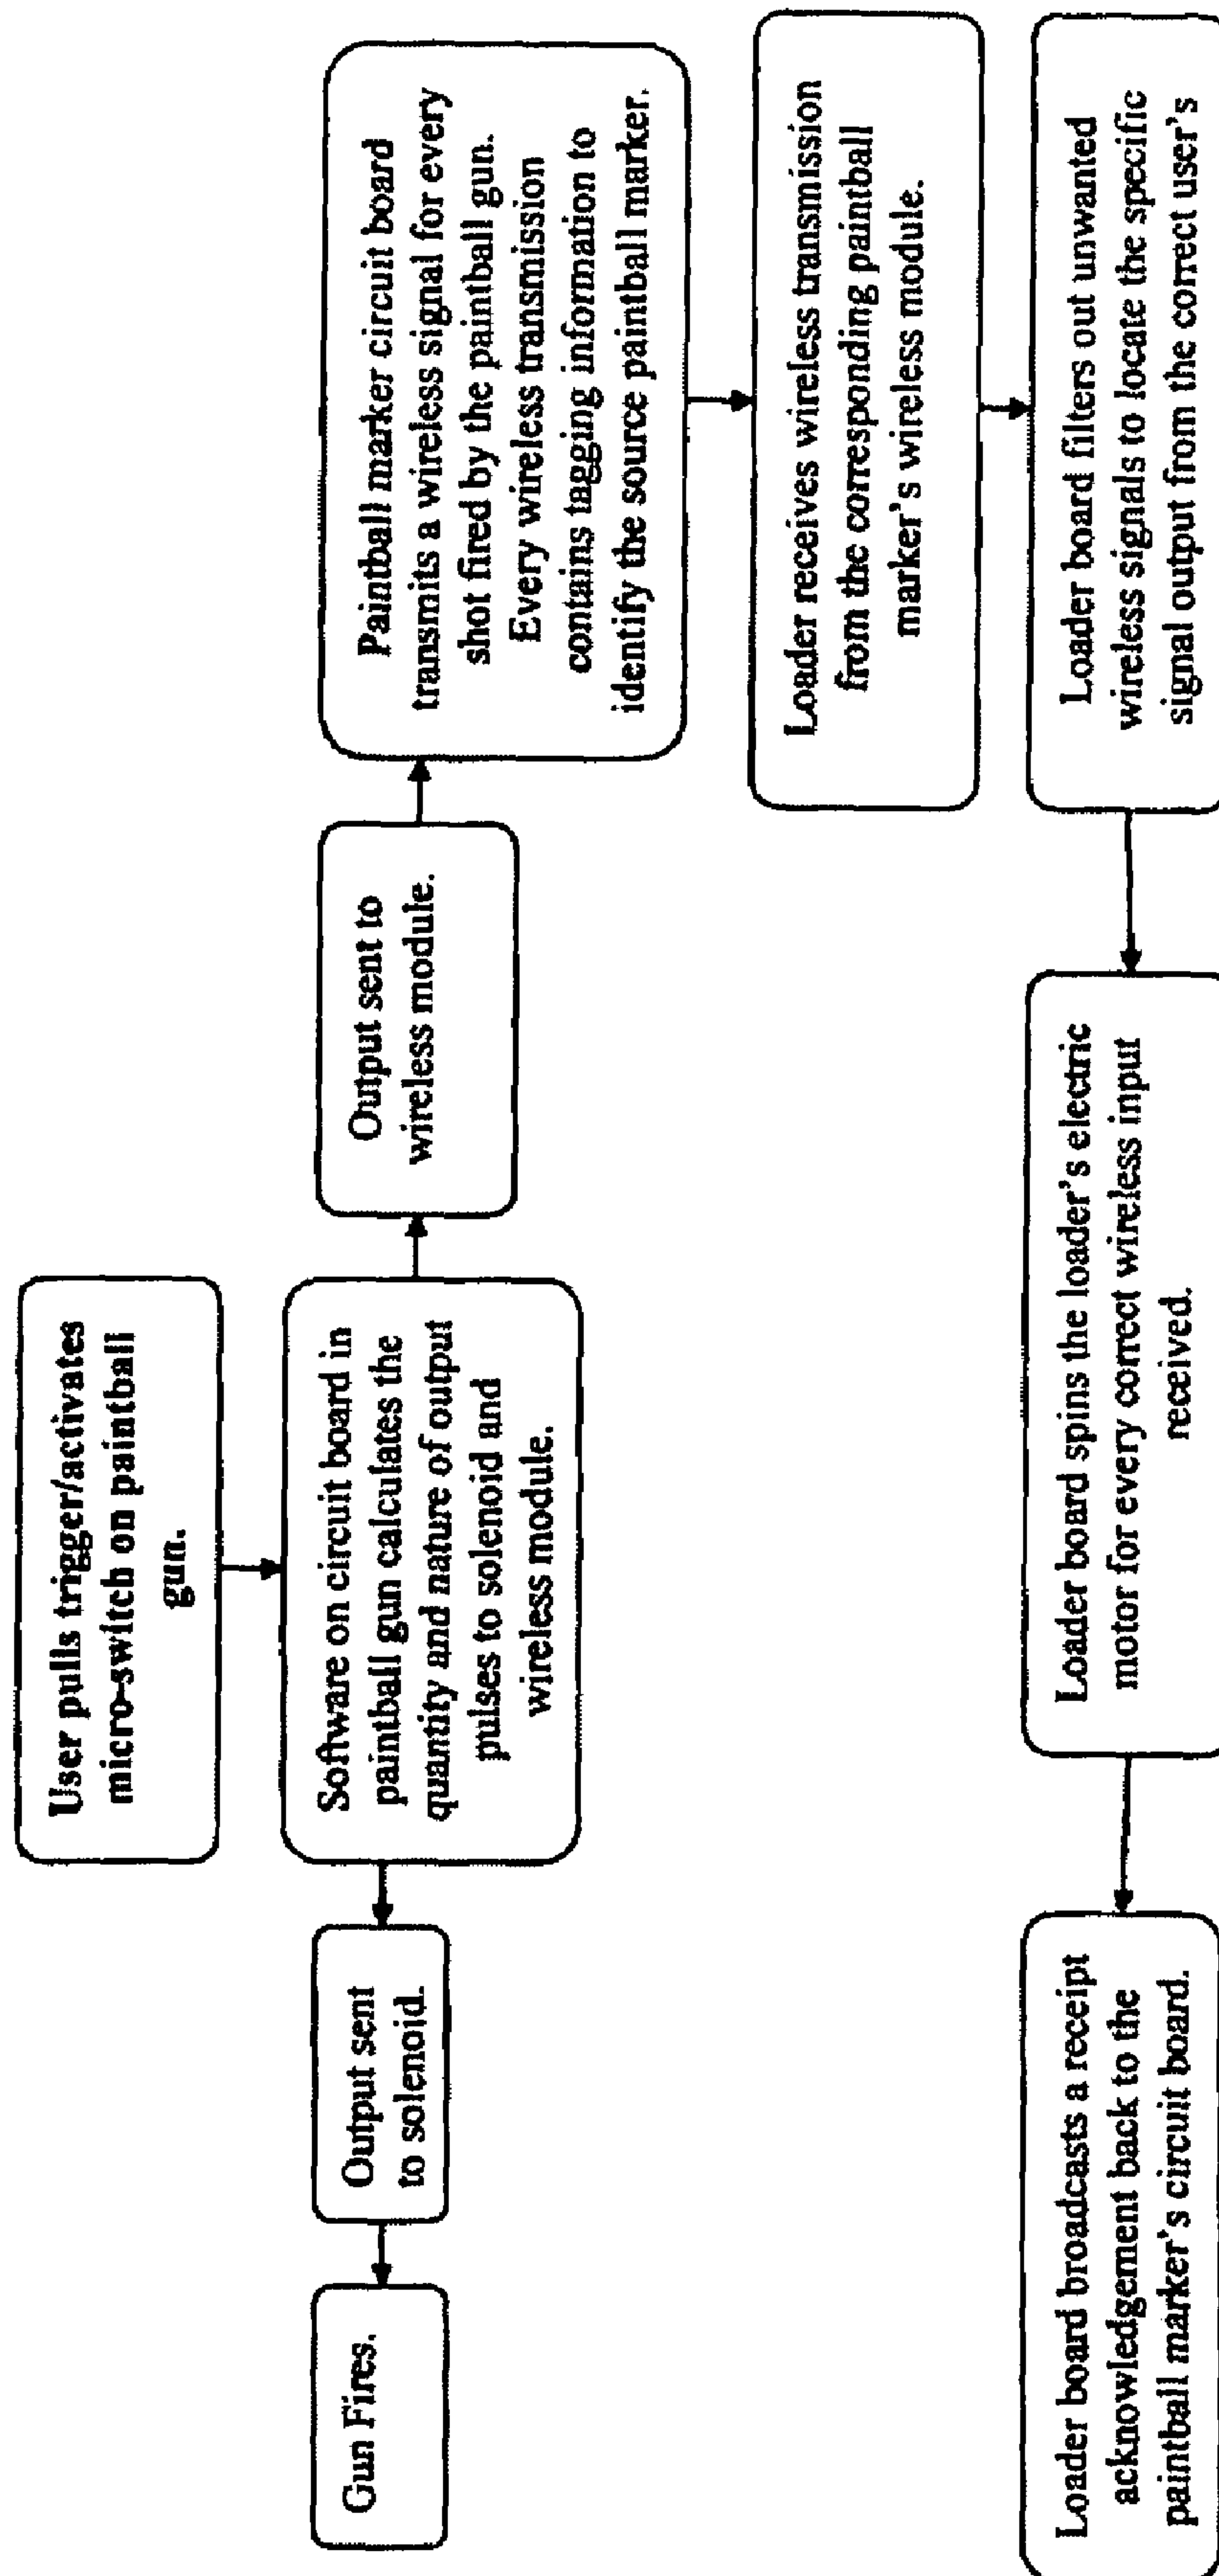 User pulls trigger/activates
micro-switch on paintball
gun.
Software on circuit board in
paintball gun calculates the
quantity and nature of output
pulses to solenoid and
wireless module.
Output sent
to solenoid.
Gun Fires.
Output sent to
wireless module.
Paintball marker circuit board
transmits a wireless signal for every
shot fired by the paintball gun.
Every wireless transmission
contains tagging information to
identify the source paintball marker.
Loader receives wireless transmission
from the corresponding paintball
marker's wireless module.
Loader board filters out unwanted
wireless signals to locate the specific
signal output from the correct user's
Loader board spins the loader's electric
motor for every correct wireless input
received.
Loader board broadcasts a receipt
acknowledgement back to the
paintball marker's circuit board.